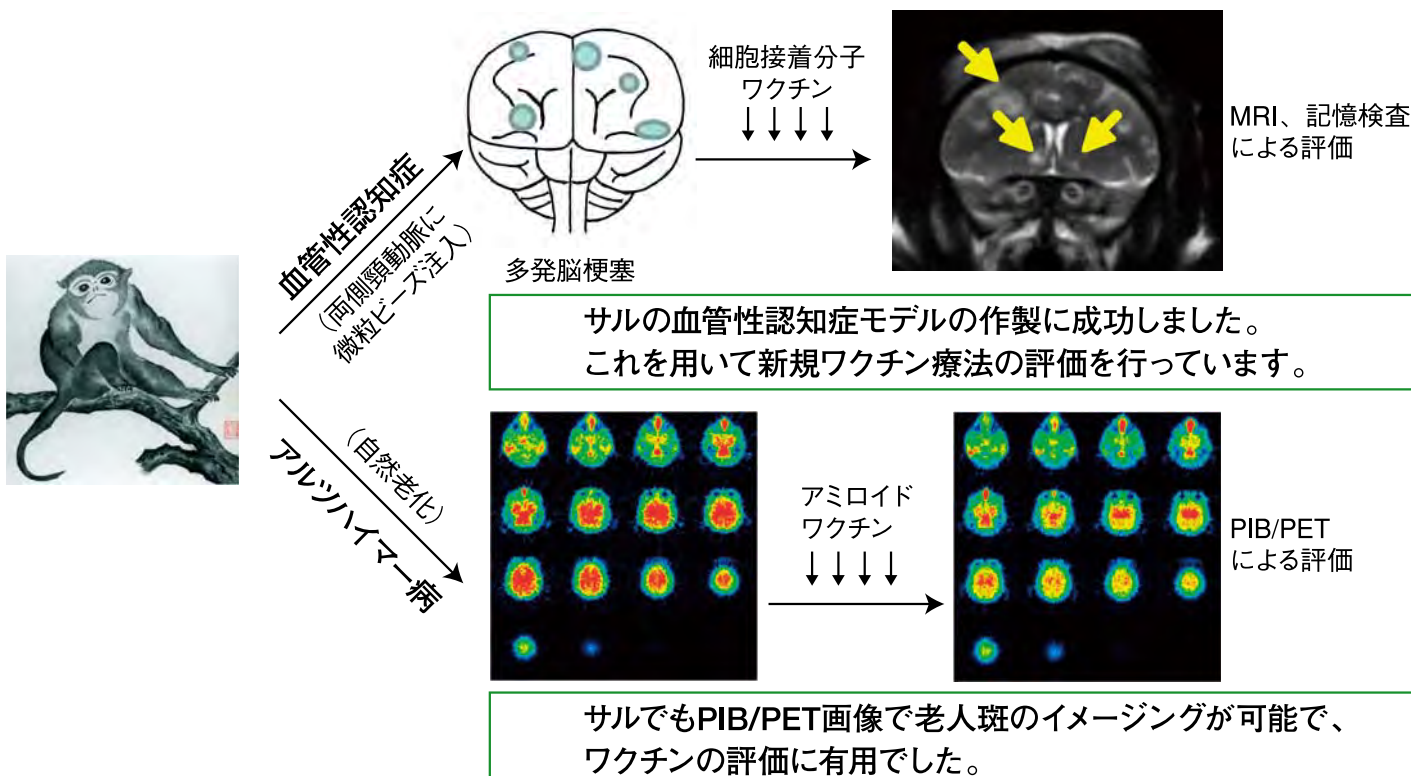 細胞接着分子
ワクチン
MRI、記憶検査
による評価
血管性認知症
(両側頸動脈に
微粒ビーズ注入)
多発脳梗塞
サルの血管性認知症モデルの作製に成功しました。
これを用いて新規ワクチン療法の評価を行っています。
(自然老化)
アルツハイマー病
アミロイド
ワクチン
PIB/PET
による評価
サルでもPIB/PET画像で老人斑のイメージングが可能で、
ワクチンの評価に有用でした。